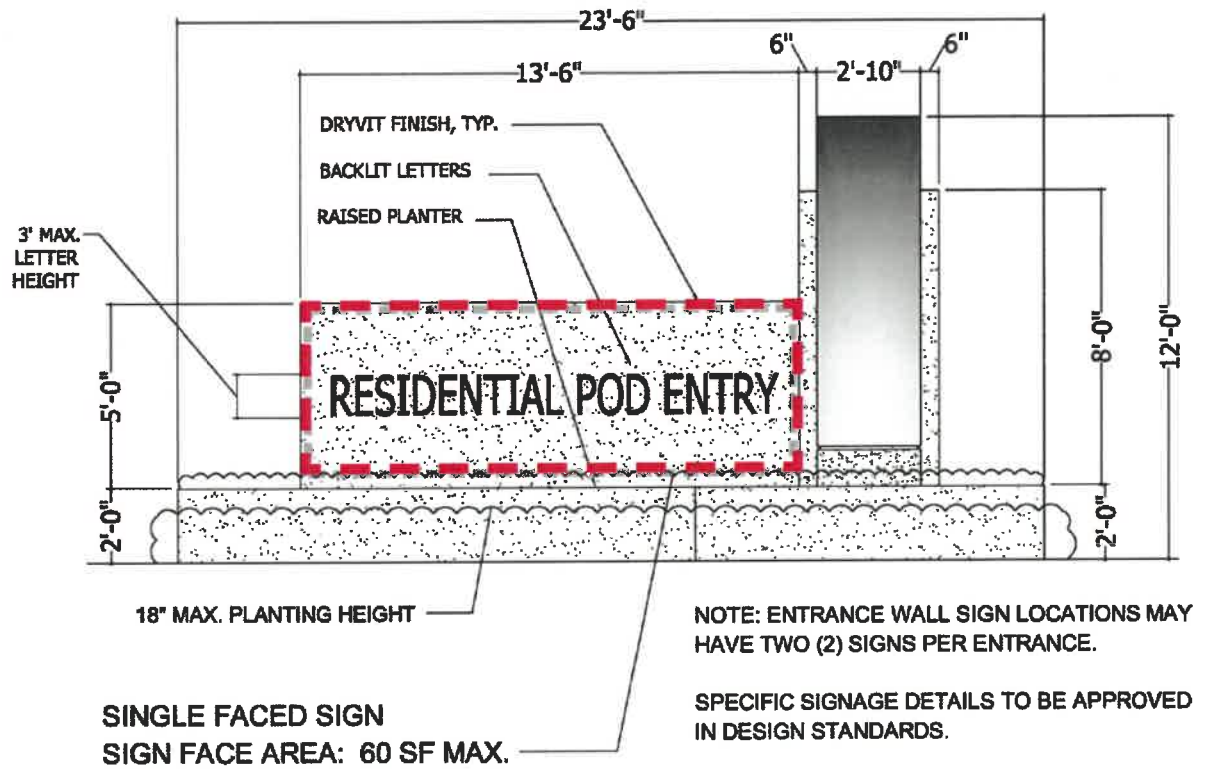 23'-6"
6"
6"
13'-6"
2'-10"
DRYVIT FINISH, TYP.
BACKLIT LETTERS
RAISED PLANTER
3' MAX.
LETTER
HEIGHT
5'-0"
8'-0"
12'-0"
RESIDENTIAL POD ENTRY
2'-0"
2'-0"
18" MAX. PLANTING HEIGHT
NOTE: ENTRANCE WALL SIGN LOCATIONS MAY
HAVE TWO (2) SIGNS PER ENTRANCE.
SPECIFIC SIGNAGE DETAILS TO BE APPROVED
IN DESIGN STANDARDS.
SINGLE FACED SIGN
SIGN FACE AREA: 60 SF MAX.